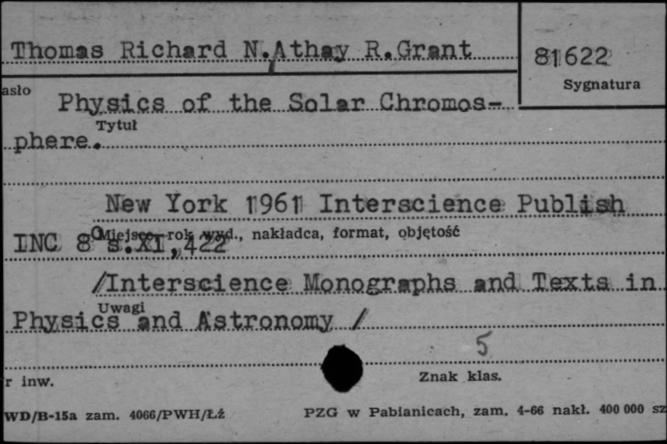 Thomas Richard N.,Athay R.Grant
81622
Sygnatura
asło
Physics of the Solar Chromos-
Tytuł
phere.
New York 1961 Interscience Publish
Miejsce, rok wyd., nakładca, format, objętość
INC 8° s.XI,422
/Interscience Monographs and Texts in
Uwagi
Physics and Astronomy /
5
r inw.
Znak klas.
WD/B-15a zam. 4066/PWH/Łź
PZG w Pabianicach, zam. 4-66 nakł. 400 000 sz